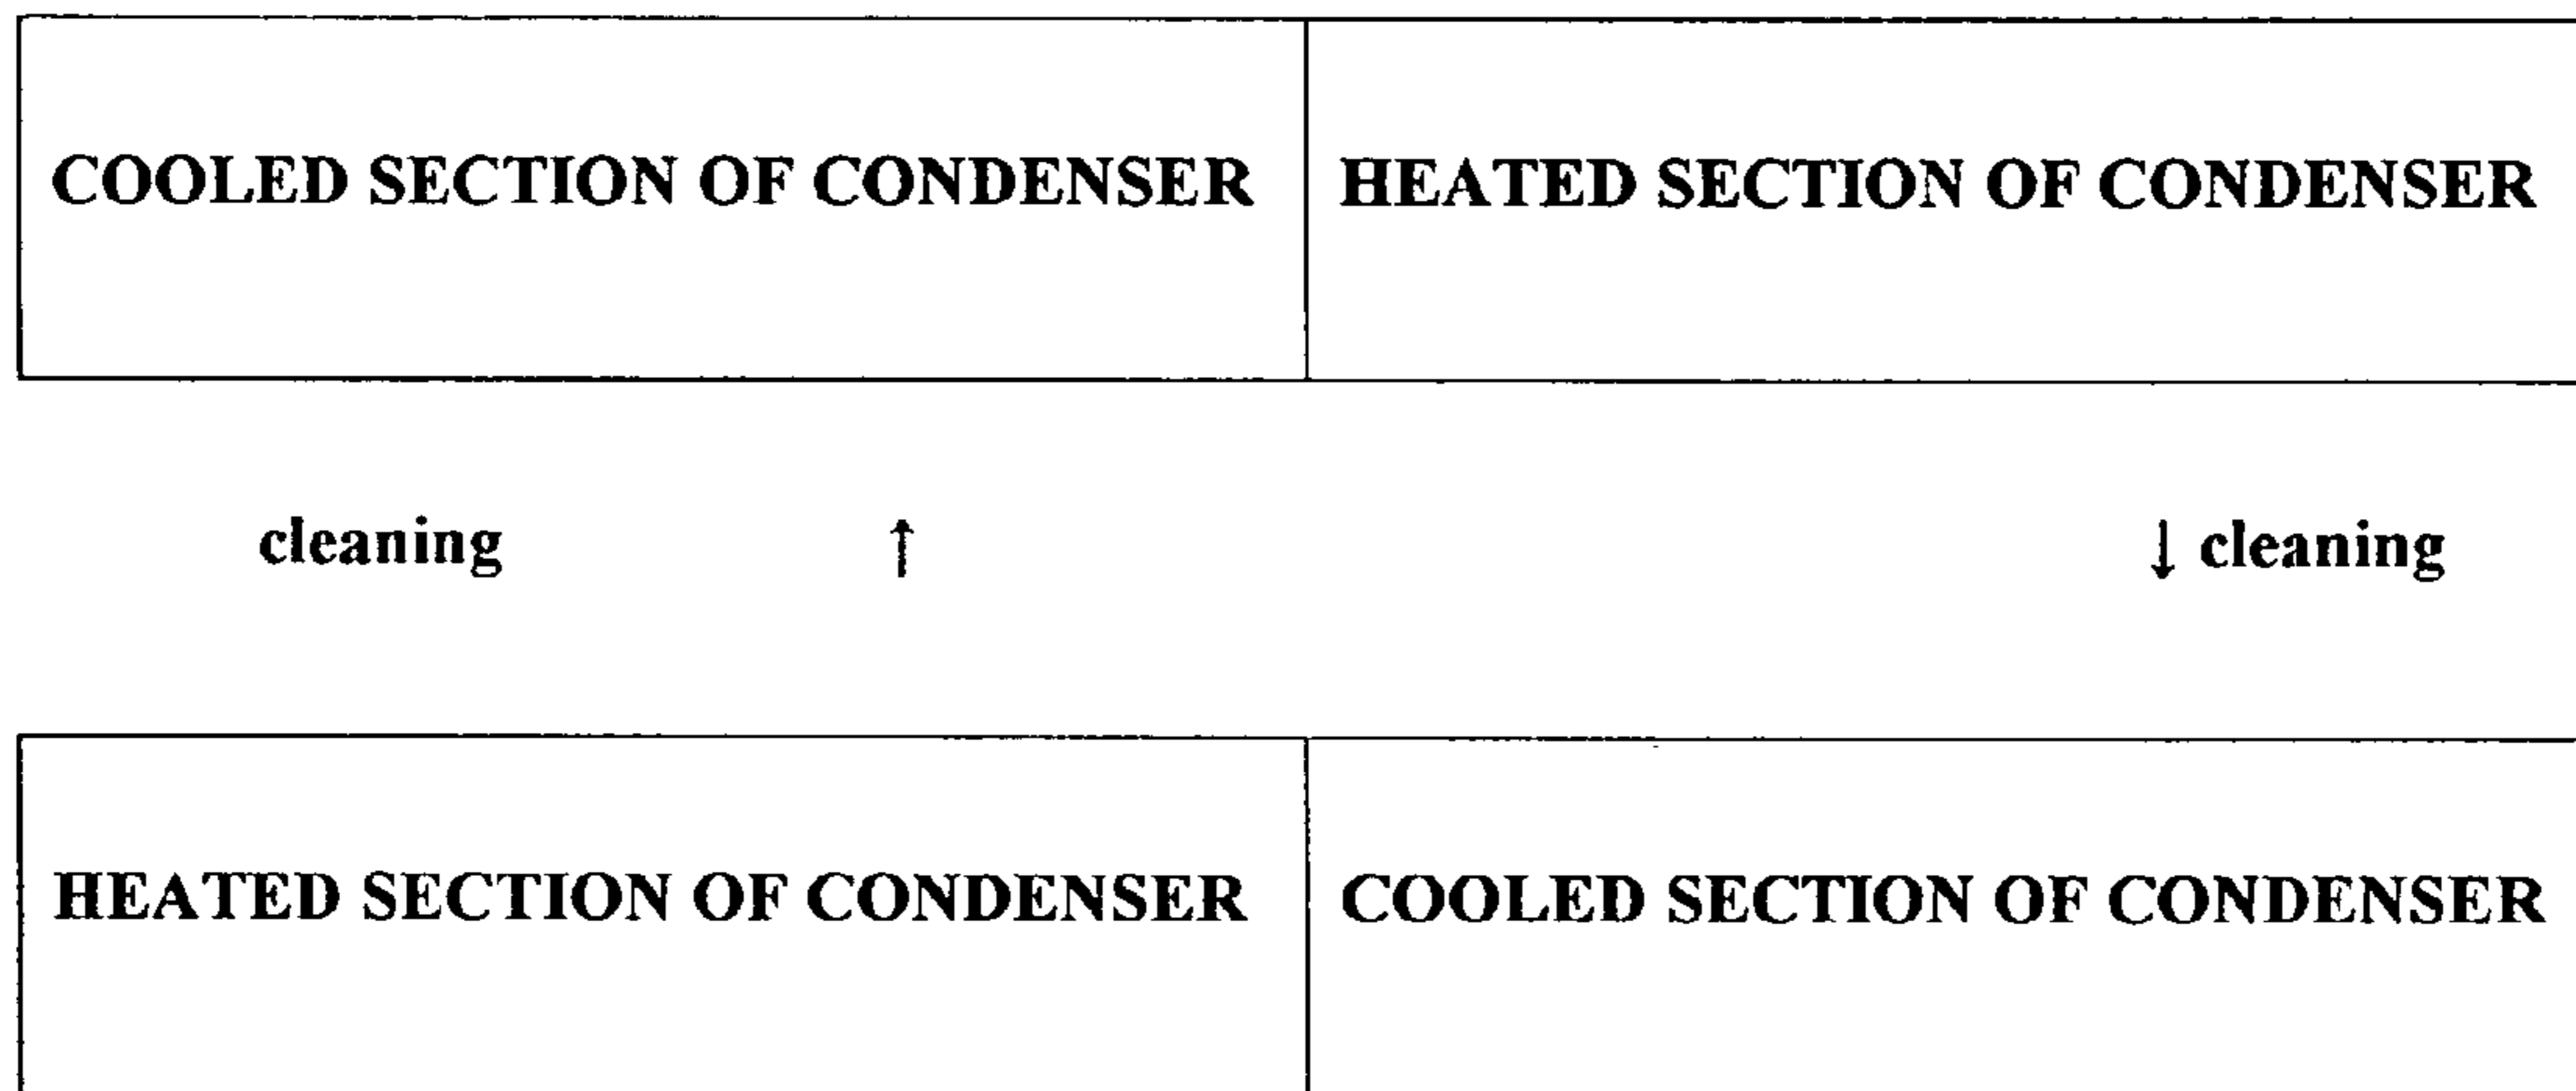 COOLED SECTION OF CONDENSER HEATED SECTION OF CONDENSER
cleaning ↑ ↓ cleaning
HEATED SECTION OF CONDENSER COOLED SECTION OF CONDENSER